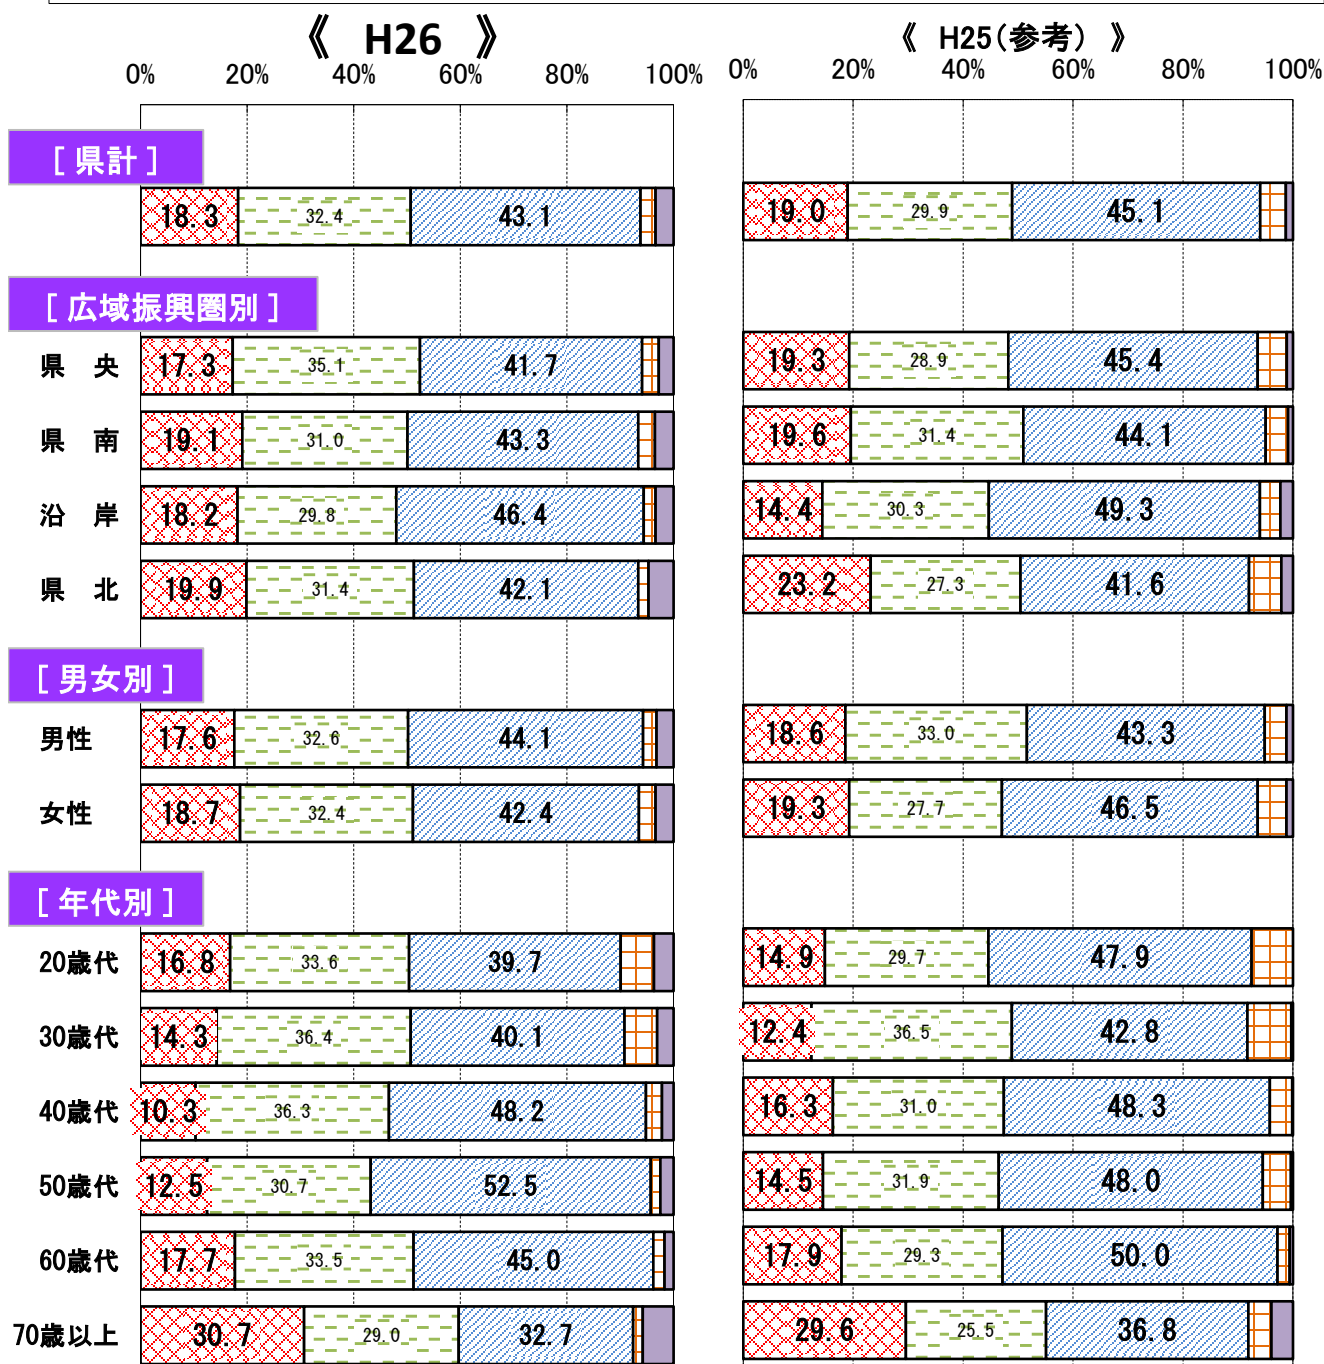 《 H26 》
《 H25(参考) 》
0% 20% 40% 60% 80% 100%
0% 20% 40% 60% 80% 100%
[ 県計 ]
18.3 32.4 43.1
19.0 29.9 45.1
[ 広域振興圏別 ]
県 央 17.3 35.1 41.7
19.3 28.9 45.4
県 南 19.1 31.0 43.3
19.6 31.4 44.1
沿 岸 18.2 29.8 46.4
14.4 30.3 49.3
県 北 19.9 31.4 42.1
23.2 27.3 41.6
[ 男女別 ]
男性 17.6 32.6 44.1
18.6 33.0 43.3
女性 18.7 32.4 42.4
19.3 27.7 46.5
[ 年代別 ]
20歳代 16.8 33.6 39.7
14.9 29.7 47.9
30歳代 14.3 36.4 40.1
12.4 36.5 42.8
40歳代 10.3 36.3 48.2
16.3 31.0 48.3
50歳代 12.5 30.7 52.5
14.5 31.9 48.0
60歳代 17.7 33.5 45.0
17.9 29.3 50.0
70歳以上 30.7 29.0 32.7
29.6 25.5 36.8